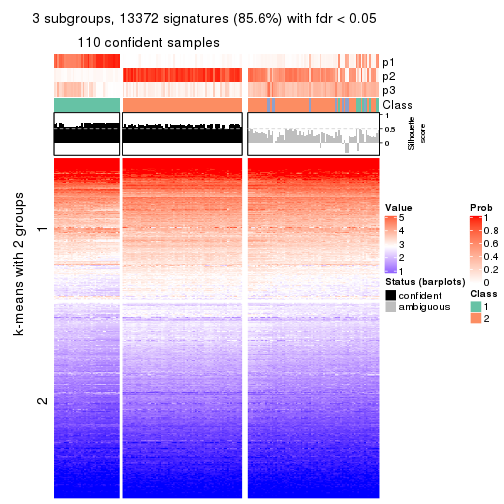 3 subgroups, 13372 signatures (85.6%) with fdr < 0.05
110 confident samples
p1
p2
p3
Class
1
0.5
0
Silhouette
score
k-means with 2 groups
1
2
Value
5
4
3
2
1
Status (barplots)
confident
ambiguous
Prob
1
0.8
0.6
0.4
0.2
0
Class
1
2